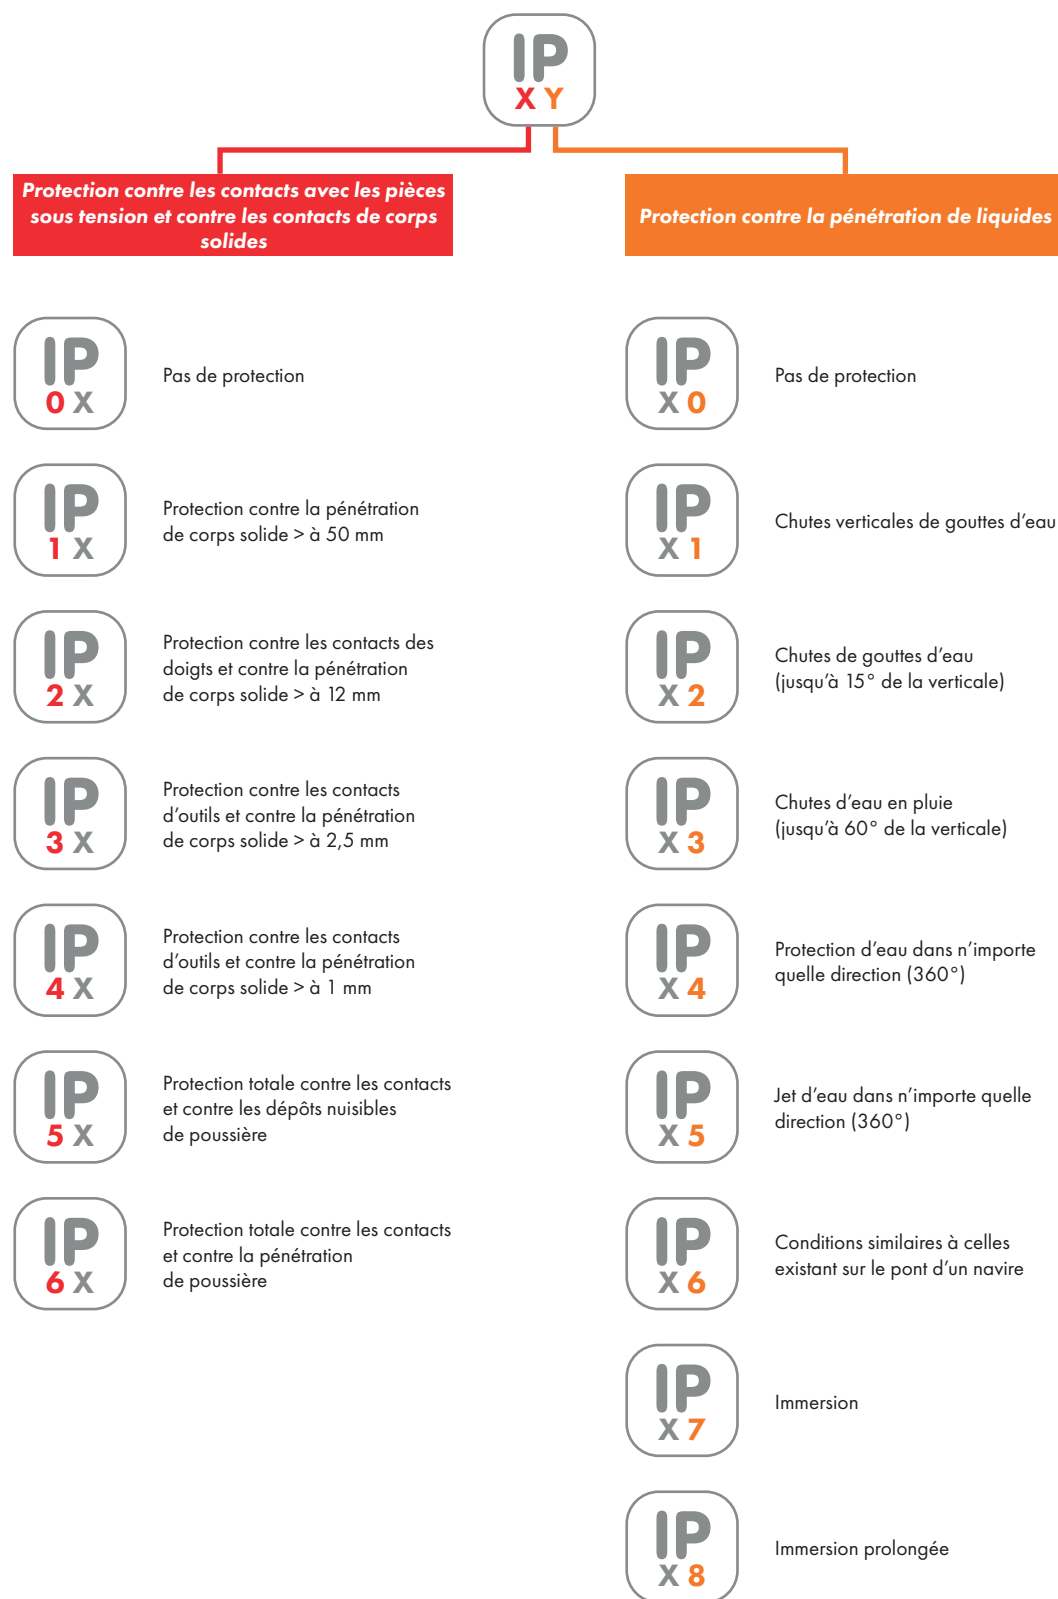 IP
X Y
Protection contre les contacts avec les pièces
sous tension et contre les contacts de corps
solides
Protection contre la pénétration de liquides
IP
0 X
Pas de protection
IP
X 0
Pas de protection
IP
1 X
Protection contre la pénétration
de corps solide > à 50 mm
IP
X 1
Chutes verticales de gouttes d'eau
IP
2 X
Protection contre les contacts des
doigts et contre la pénétration
de corps solide > à 12 mm
IP
X 2
Chutes de gouttes d'eau
(jusqu'à 15° de la verticale)
IP
3 X
Protection contre les contacts
d'outils et contre la pénétration
de corps solide > à 2,5 mm
IP
X 3
Chutes d'eau en pluie
(jusqu'à 60° de la verticale)
IP
4 X
Protection contre les contacts
d'outils et contre la pénétration
de corps solide > à 1 mm
IP
X 4
Protection d'eau dans n'importe
quelle direction (360°)
IP
5 X
Protection totale contre les contacts
et contre les dépôts nuisibles
de poussière
IP
X 5
Jet d'eau dans n'importe quelle
direction (360°)
IP
6 X
Protection totale contre les contacts
et contre la pénétration
de poussière
IP
X 6
Conditions similaires à celles
existant sur le pont d'un navire
IP
X 7
Immersion
IP
X 8
Immersion prolongée